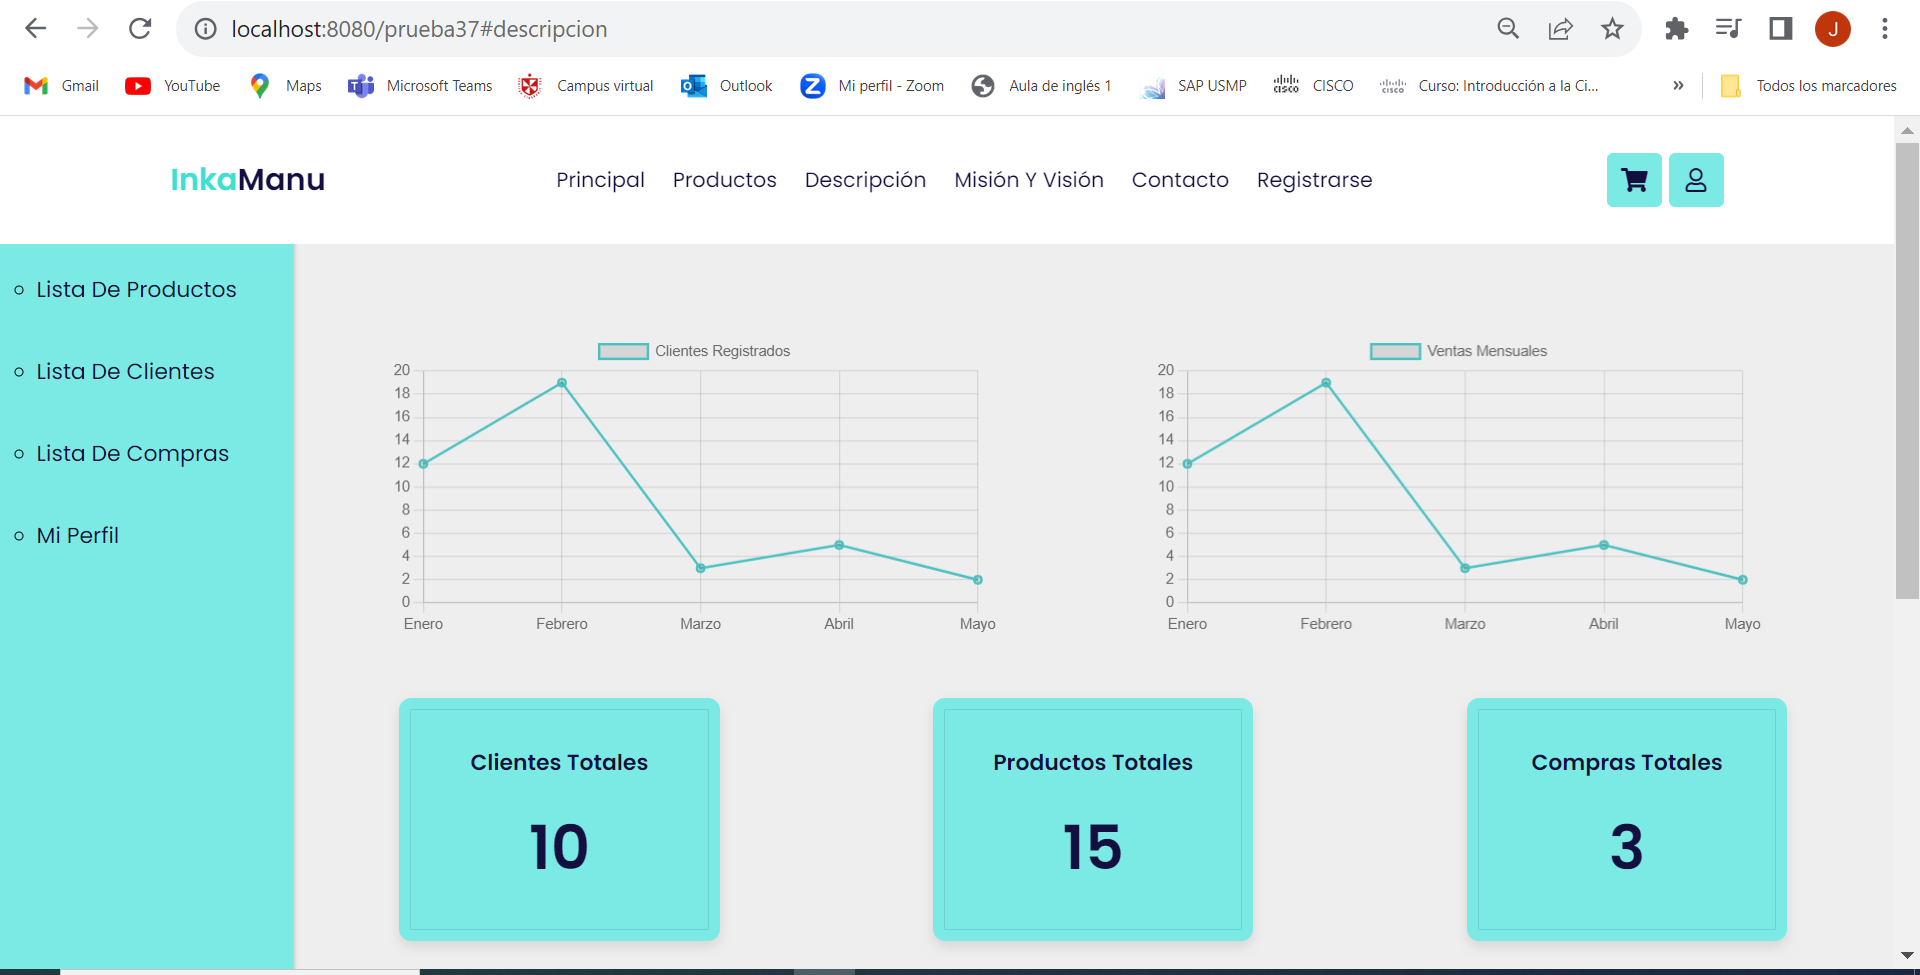 localhost:8080/prueba37#descripcion
J
Gmail
YouTube
Maps
Microsoft Teams
Campus virtual
Outlook
Mi perfil - Zoom
Aula de inglés 1
SAP USMP
CISCO
Curso: Introducción a la Ci...
»
Todos los marcadores
InkaManu
Principal
Productos
Descripción
Misión Y Visión
Contacto
Registrarse
Lista De Productos
Lista De Clientes
Lista De Compras
Mi Perfil
Clientes Registrados
20
18
16
14
12
10
8
6
4
2
0
Enero Febrero Marzo Abril Mayo
Ventas Mensuales
20
18
16
14
12
10
8
6
4
2
0
Enero Febrero Marzo Abril Mayo
Clientes Totales
10
Productos Totales
15
Compras Totales
3